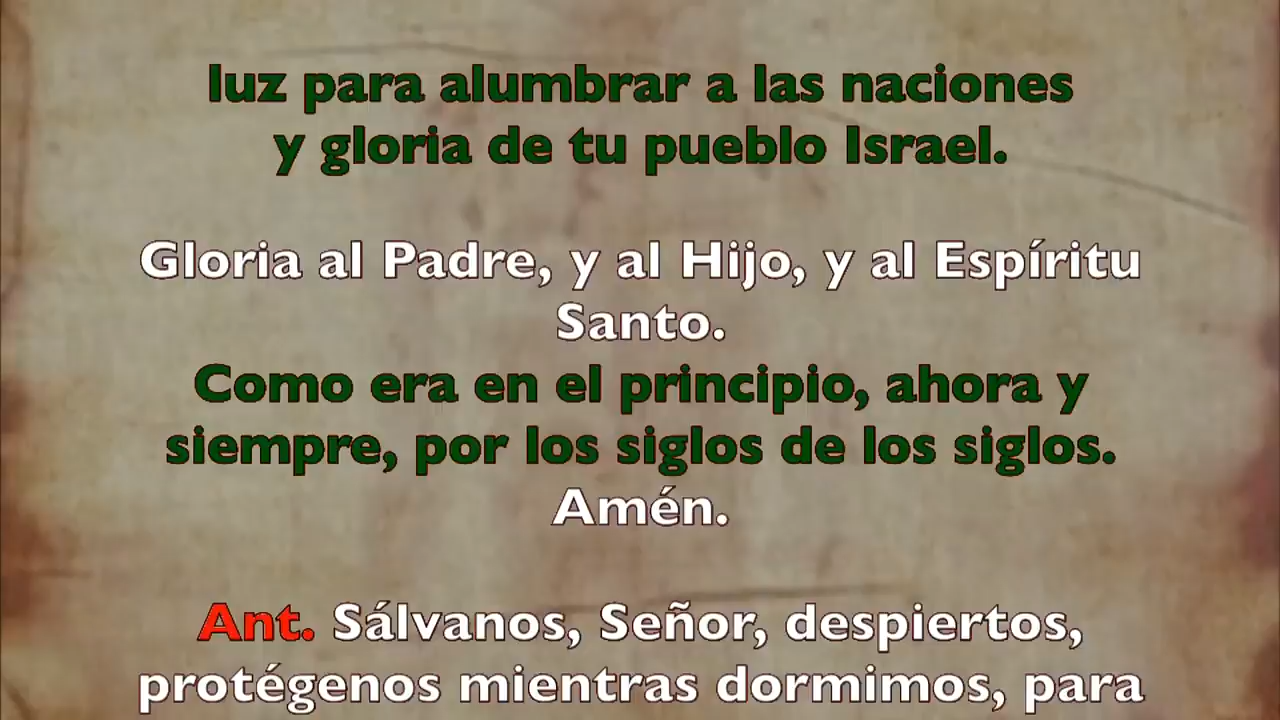 luz para alumbrar a las naciones
y gloria de tu pueblo Israel.
Gloria al Padre, y al Hijo, y al Espíritu
Santo.
Como era en el principio, ahora y
siempre, por los siglos de los siglos.
Amén.
Ant. Sálvanos, Señor, despiertos,
protégenos mientras dormimos, para